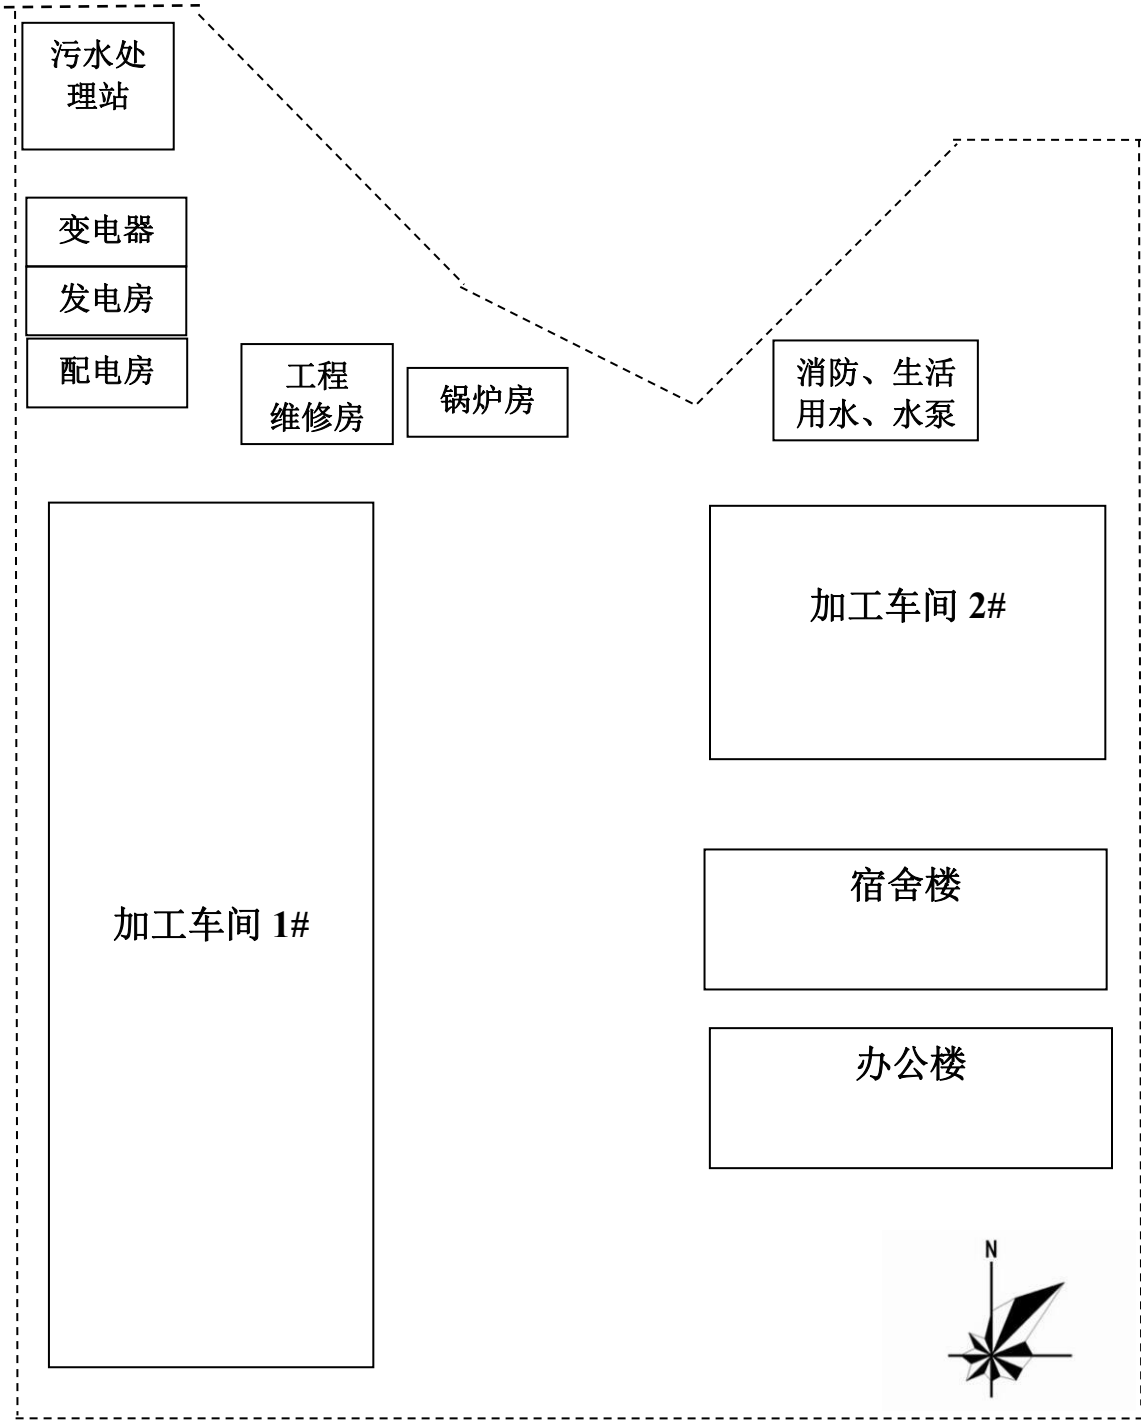 污水处
理站
变电器
发电房
配电房
工程
维修房
锅炉房
消防、生活
用水、水泵
加工车间 2#
宿舍楼
加工车间 1#
办公楼
N